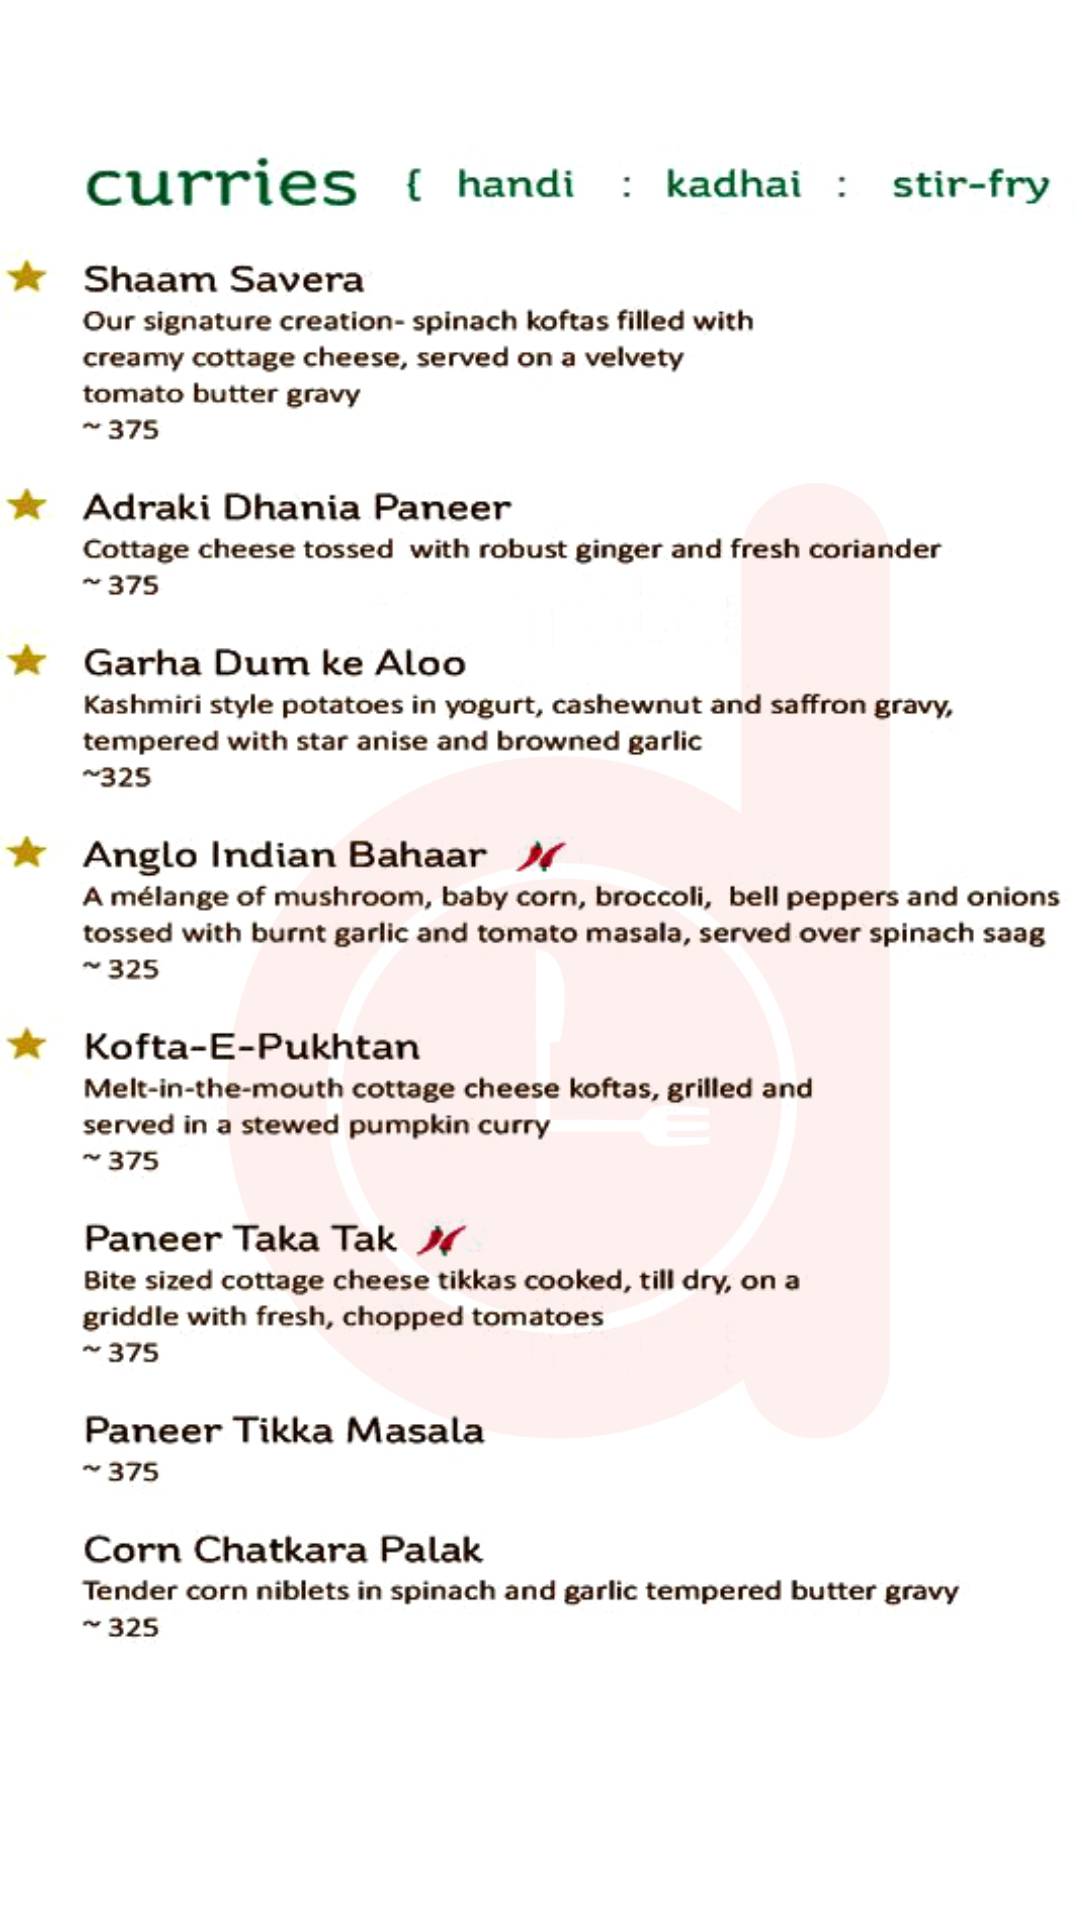 curries { handi : kadhai : stir-fry
Shaam Savera
Our signature creation- spinach koftas filled with
creamy cottage cheese, served on a velvety
tomato butter gravy
~ 375
Adraki Dhania Paneer
Cottage cheese tossed  with robust ginger and fresh coriander
~ 375
Garha Dum ke Aloo
Kashmiri style potatoes in yogurt, cashewnut and saffron gravy,
tempered with star anise and browned garlic
~325
Anglo Indian Bahaar
A mélange of mushroom, baby corn, broccoli,  bell peppers and onions
tossed with burnt garlic and tomato masala, served over spinach saag
~ 325
Kofta-E-Pukhtan
Melt-in-the-mouth cottage cheese koftas, grilled and
served in a stewed pumpkin curry
~ 375
Paneer Taka Tak
Bite sized cottage cheese tikkas cooked, till dry, on a
griddle with fresh, chopped tomatoes
~ 375
Paneer Tikka Masala
~ 375
Corn Chatkara Palak
Tender corn niblets in spinach and garlic tempered butter gravy
~ 325